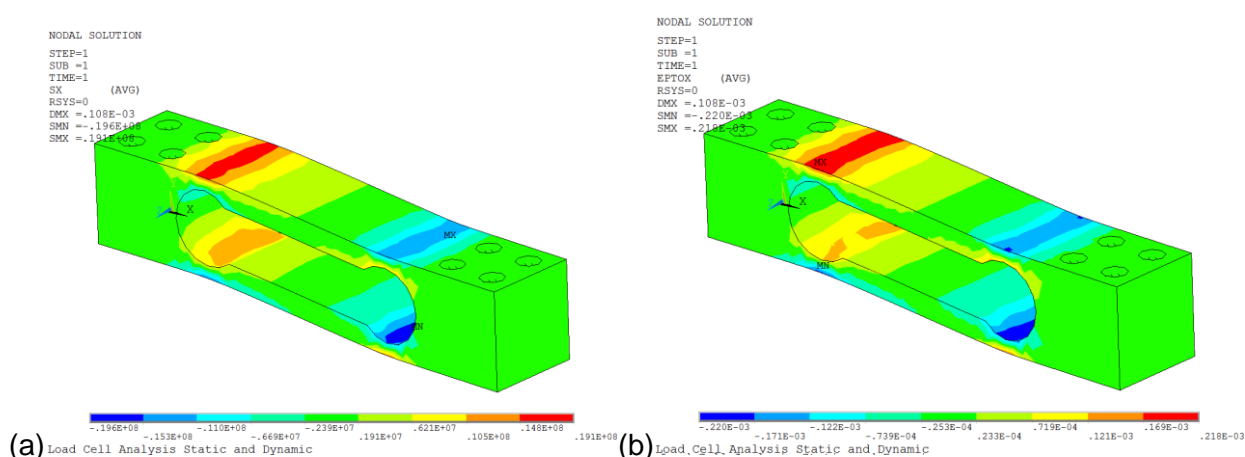 NODAL SOLUTION
STEP=1
SUB =1
TIME=1
SX (AVG)
RSYS=0
DMX =.108E-03
SMN =-.196E+08
SMX =.191E+08
X
MX
MN
-.196E+08 -.153E+08 -.110E+08 -.669E+07 -.239E+07 .191E+07 .621E+07 .105E+08 .148E+08 .191E+08
(a) Load Cell Analysis Static and Dynamic
NODAL SOLUTION
STEP=1
SUB =1
TIME=1
EPTOX (AVG)
RSYS=0
DMX =.108E-03
SMN =-.220E-03
SMX =.218E-03
MX
X
MN
-.220E-03 -.171E-03 -.122E-03 -.739E-04 -.253E-04 .233E-04 .719E-04 .121E-03 .169E-03 .218E-03
(b) Load Cell Analysis Static and Dynamic